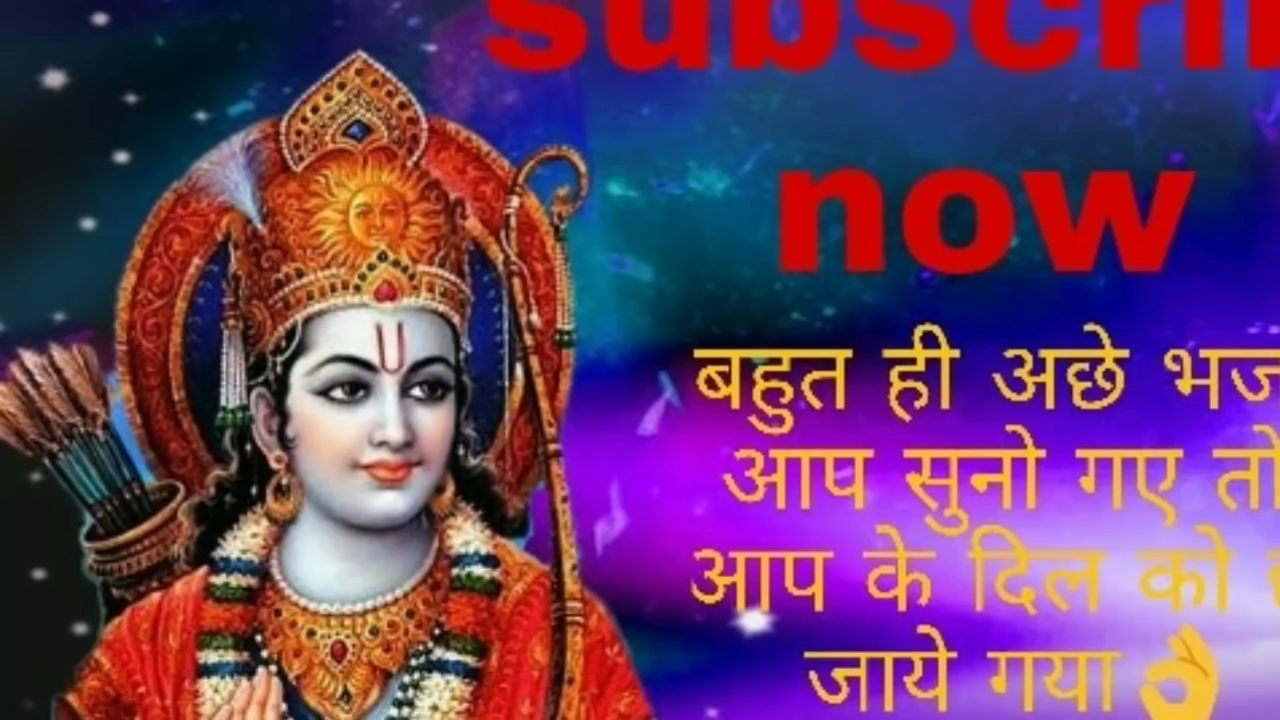 now
बहुत ही अछे
आप सुनो गए तो
आप के दिल को
जाये गया👌